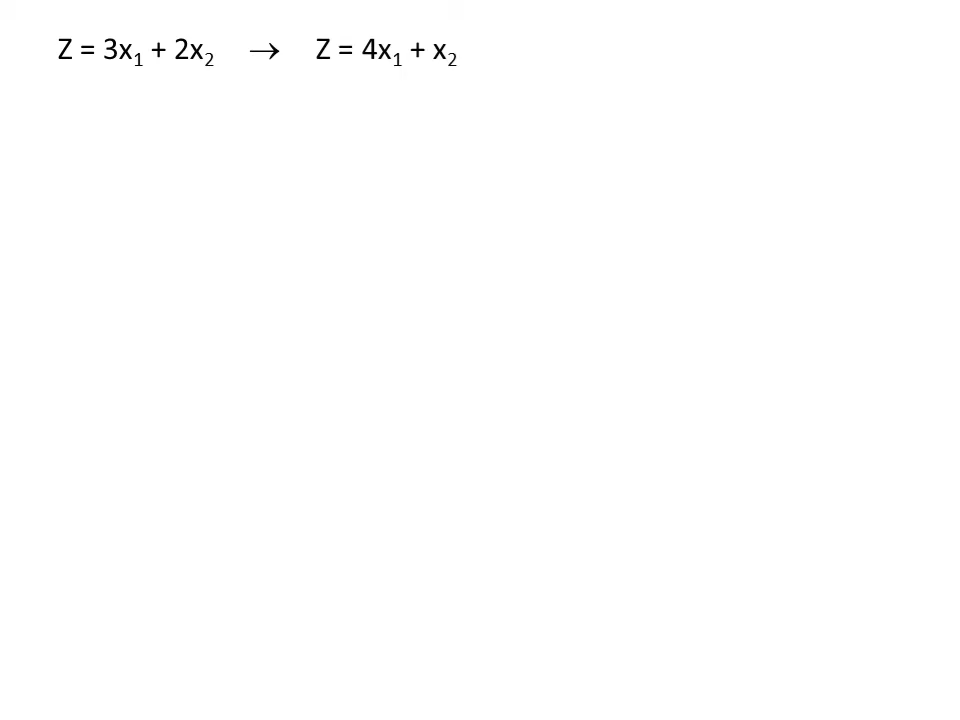 Z = 3x₁ + 2x₂ → Z = 4x₁ + x₂